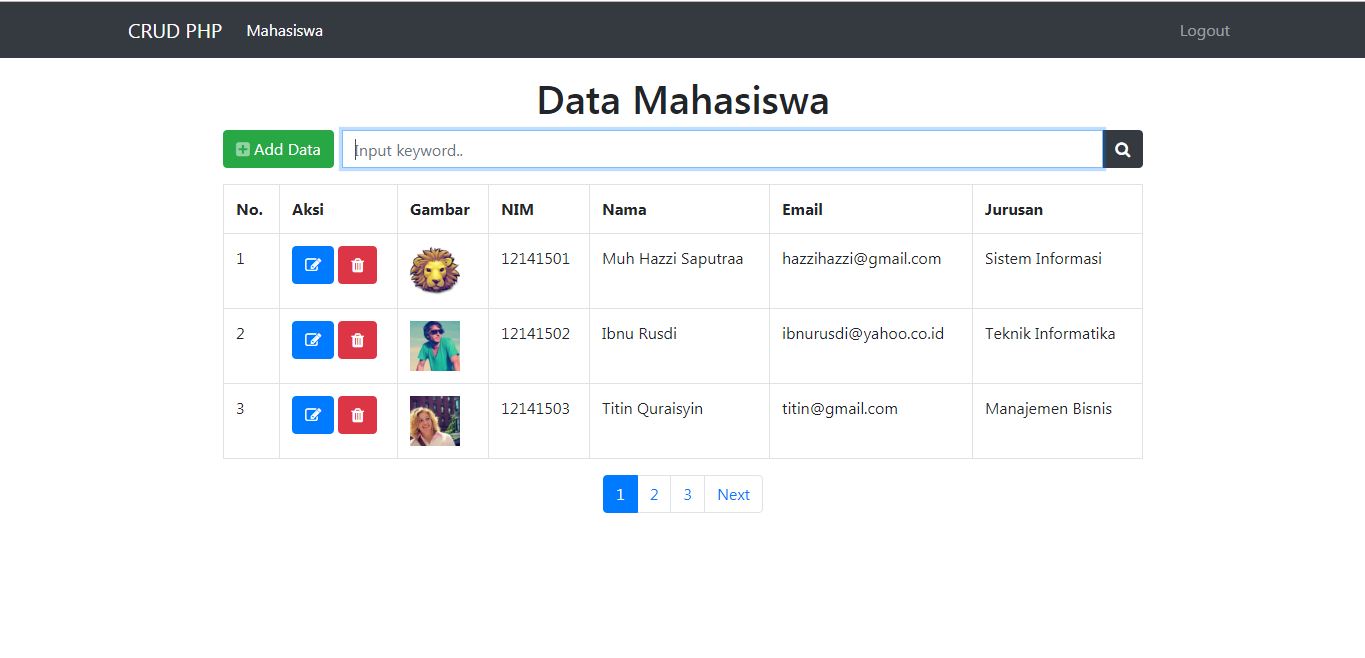 CRUD PHP Mahasiswa Logout
Data Mahasiswa
Add Data Input keyword..
No. Aksi Gambar NIM Nama Email Jurusan
1 12141501 Muh Hazzi Saputraa hazzihazzi@gmail.com Sistem Informasi
2 12141502 Ibnu Rusdi ibnurusdi@yahoo.co.id Teknik Informatika
3 12141503 Titin Quraisyin titin@gmail.com Manajemen Bisnis
1 2 3 Next